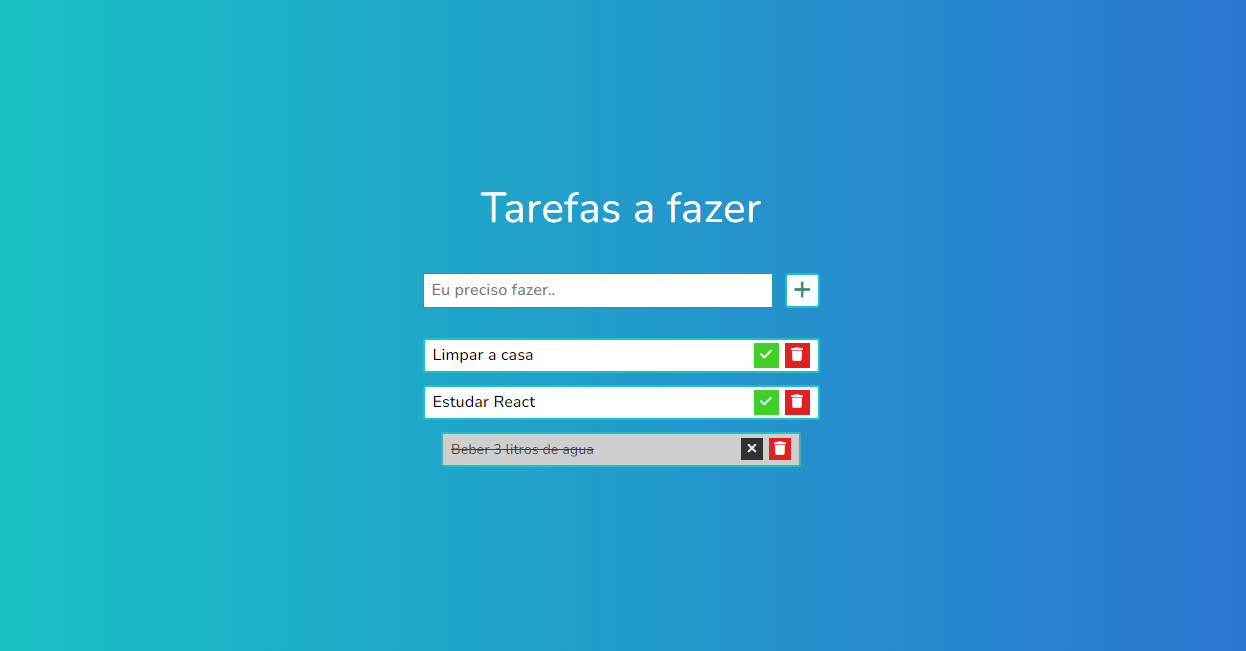 Tarefas a fazer
Eu preciso fazer..
Limpar a casa
Estudar React
Beber 3 litros de agua